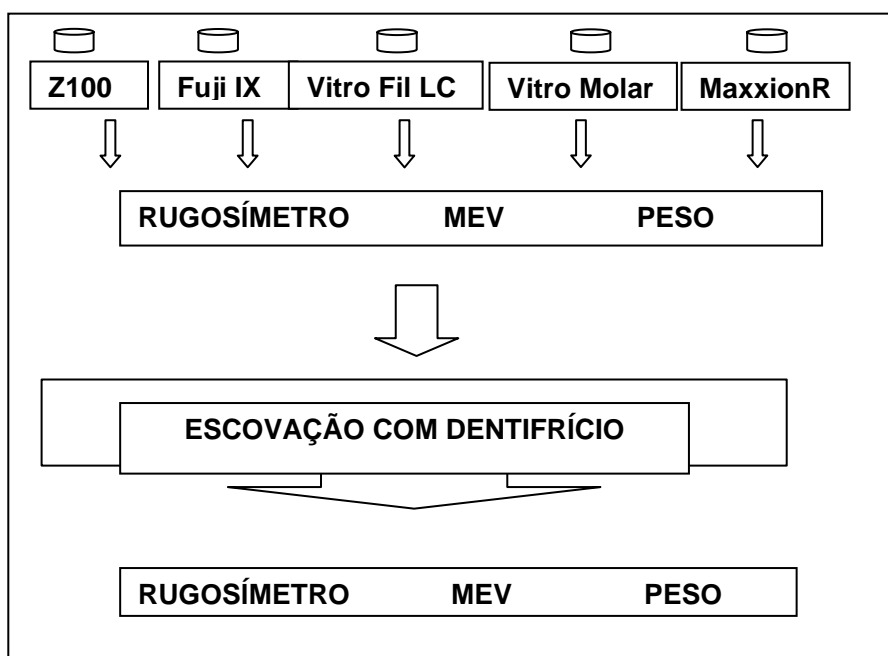 Z100 Fuji IX Vitro Fil LC Vitro Molar MaxxionR
RUGOSÍMETRO MEV PESO
ESCOVAÇÃO COM DENTIFRÍCIO
RUGOSÍMETRO MEV PESO